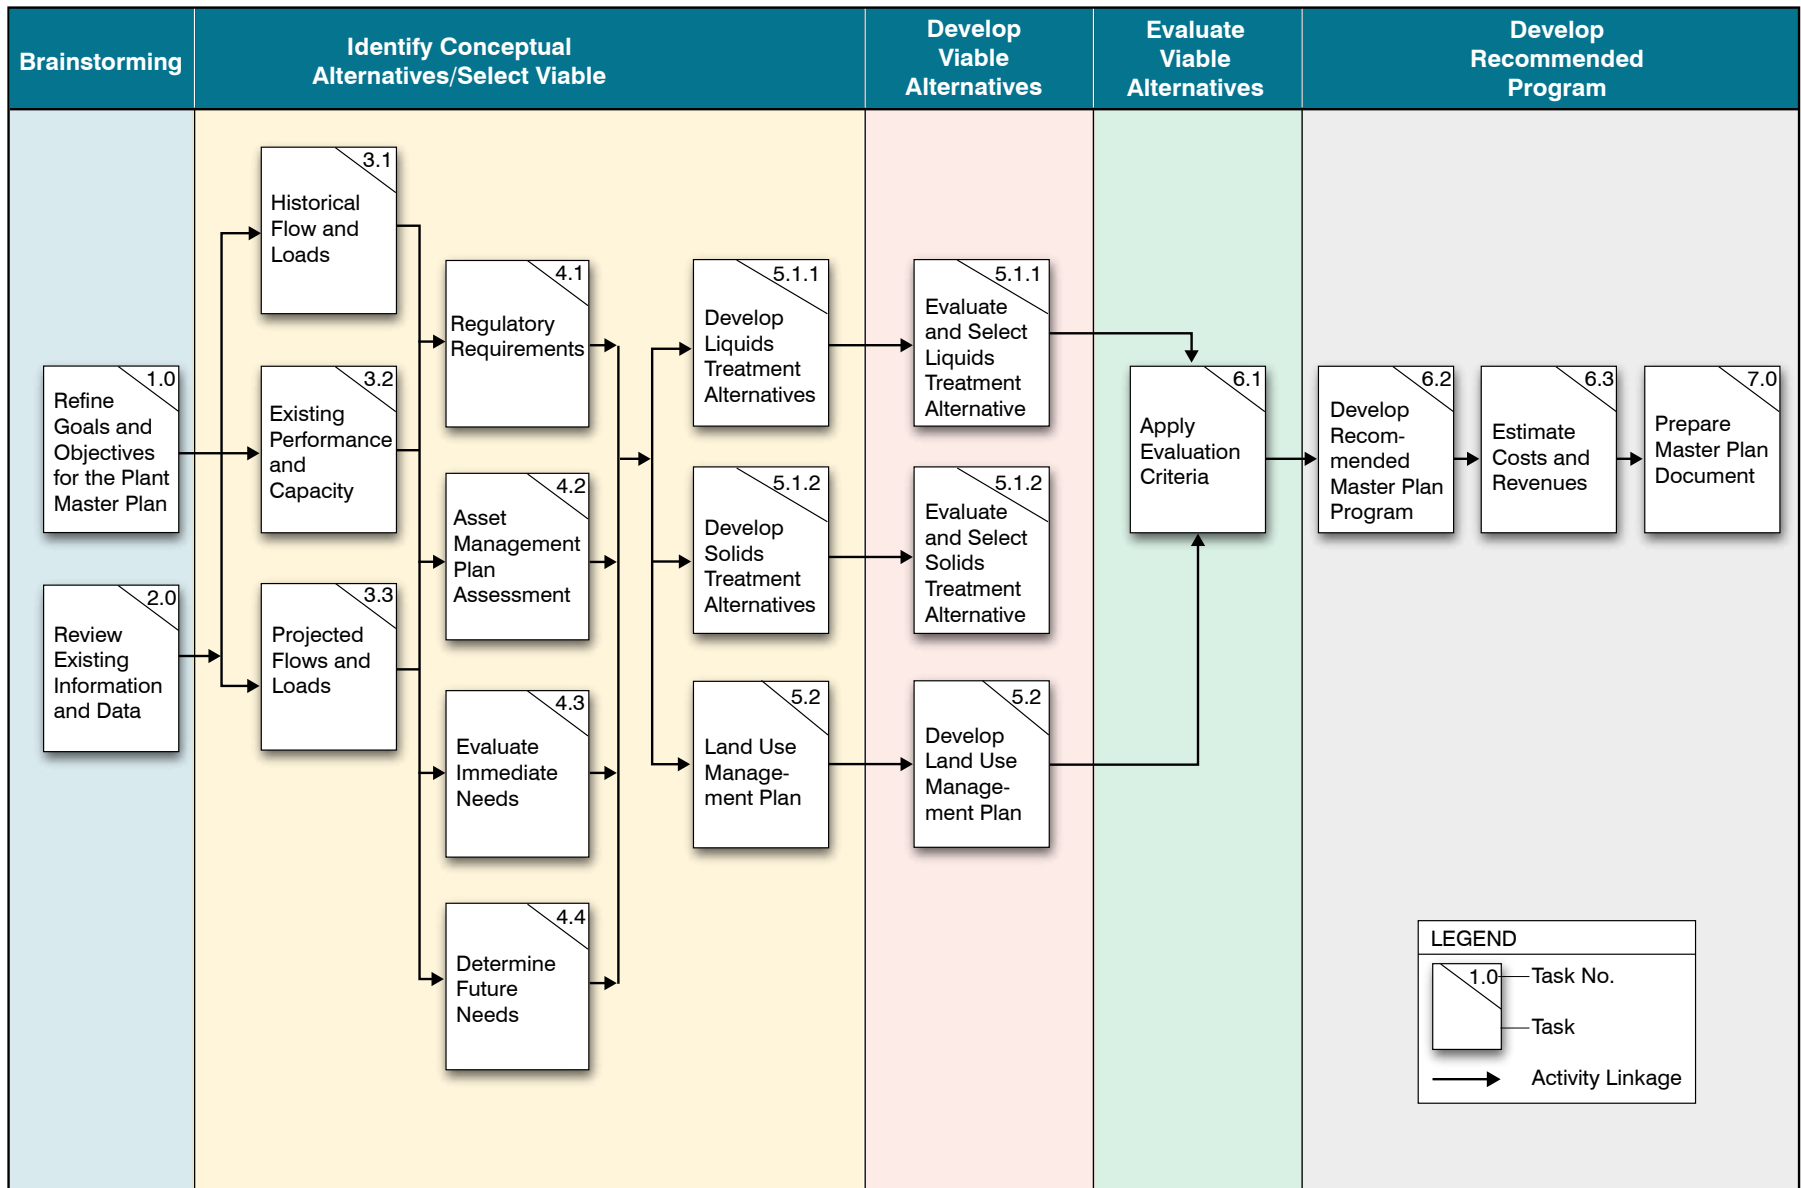 Brainstorming
Identify Conceptual
Alternatives/Select Viable
Develop
Viable
Alternatives
Evaluate
Viable
Alternatives
Develop
Recommended
Program
1.0
Refine
Goals and
Objectives
for the Plant
Master Plan
2.0
Review
Existing
Information
and Data
3.1
Historical
Flow and
Loads
3.2
Existing
Performance
and
Capacity
3.3
Projected
Flows and
Loads
4.1
Regulatory
Requirements
4.2
Asset
Management
Plan
Assessment
4.3
Evaluate
Immediate
Needs
4.4
Determine
Future
Needs
5.1.1
Develop
Liquids
Treatment
Alternatives
5.1.2
Develop
Solids
Treatment
Alternatives
5.2
Land Use
Manage-
ment Plan
5.1.1
Evaluate
and Select
Liquids
Treatment
Alternative
5.1.2
Evaluate
and Select
Solids
Treatment
Alternative
5.2
Develop
Land Use
Manage-
ment Plan
6.1
Apply
Evaluation
Criteria
6.2
Develop
Recom-
mended
Master Plan
Program
6.3
Estimate
Costs and
Revenues
7.0
Prepare
Master Plan
Document
LEGEND
1.0 Task No.
Task
Activity Linkage